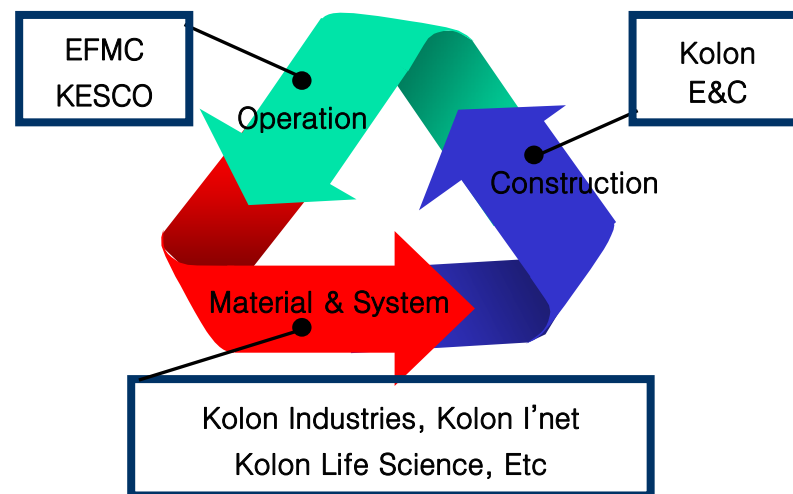 EFMC
KESCO
Kolon
E&C
Operation
Construction
Material & System
Kolon Industries, Kolon I'net
Kolon Life Science, Etc